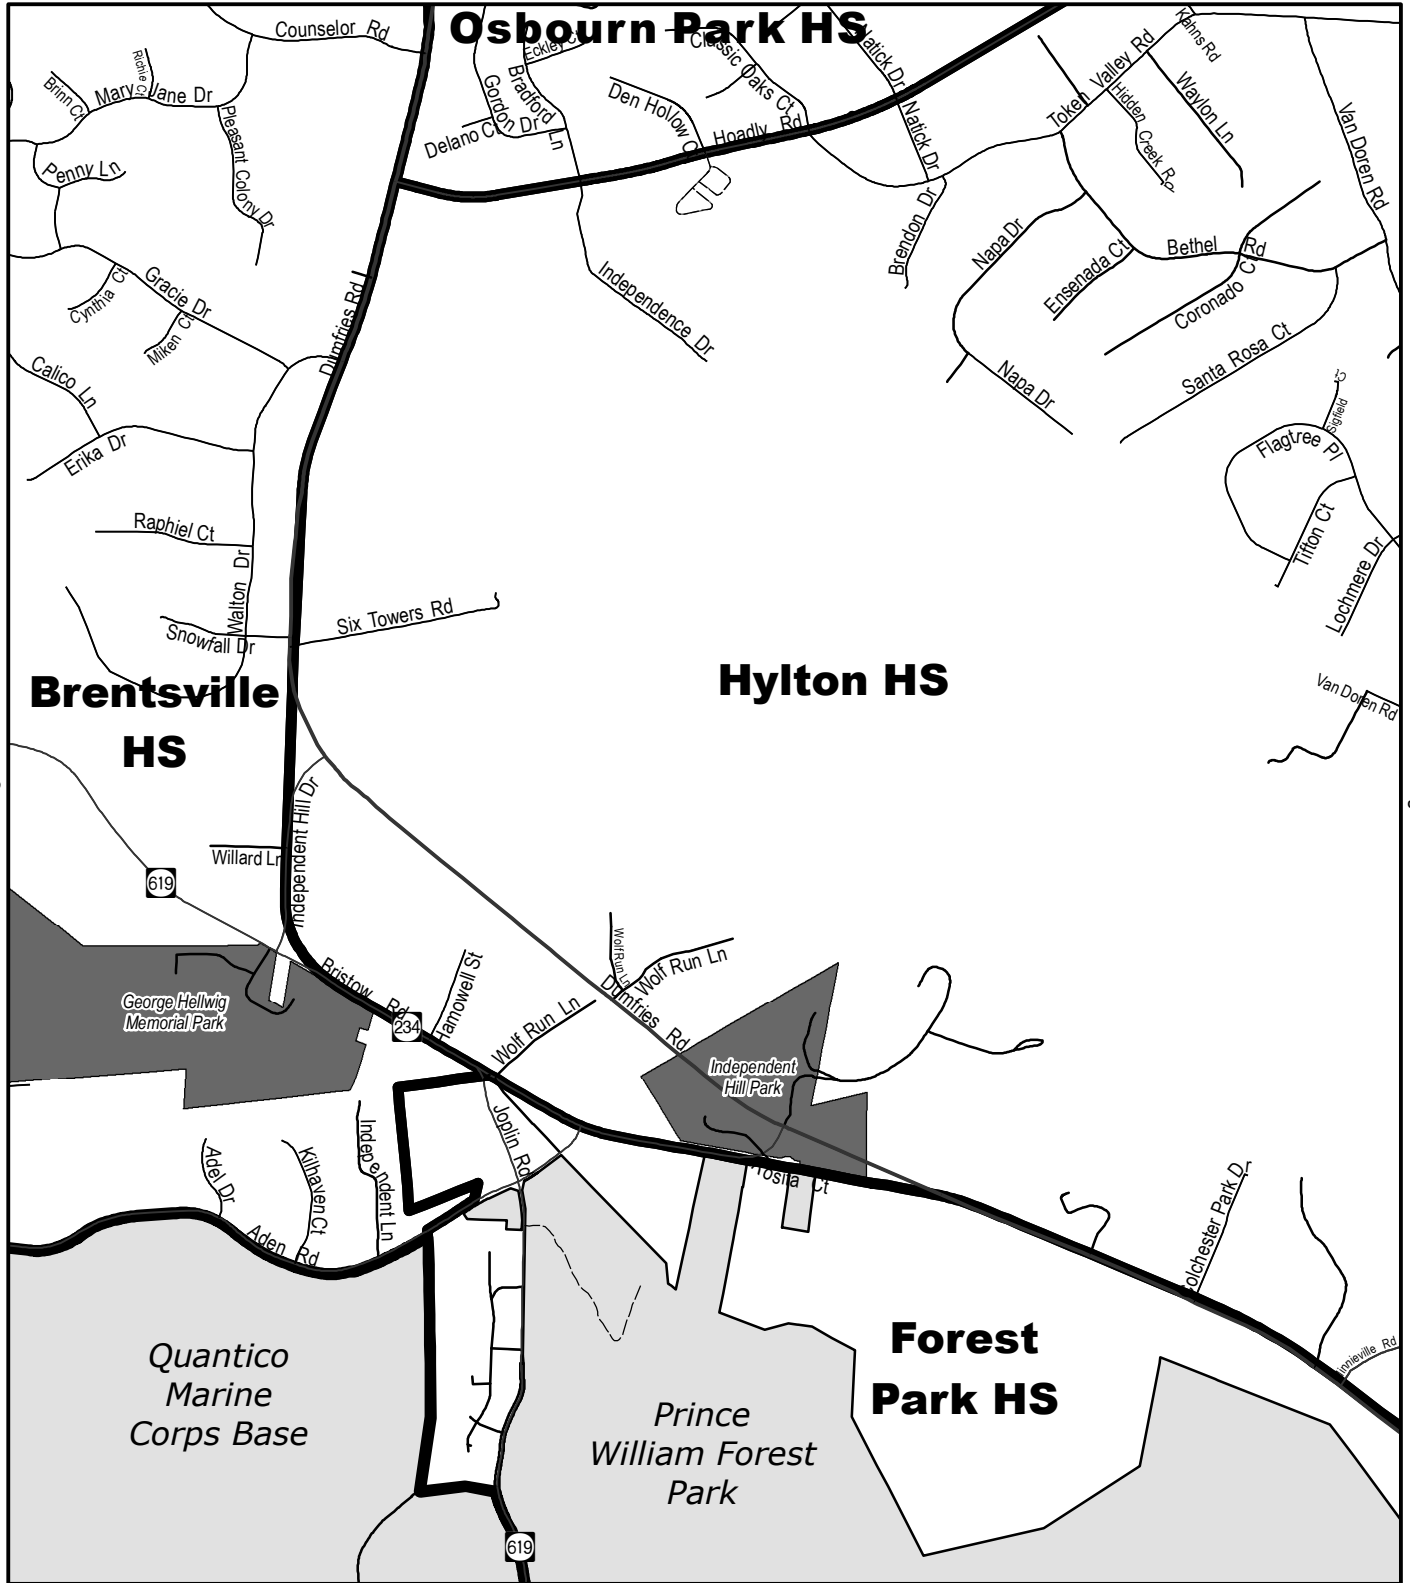 Osbourn Park HS
Counselor Rd
Eckley Ct
Classic Oaks Ct
Natick Dr
Kahns Rd
Richie Ct
Brinn Ct
Mary Jane Dr
Bradford Ln
Gordon Dr
Den Hollow C
Token Valley Rd
Waylon Ln
Hidden Creek
Van Doren Rd
Pleasant Colony Dr
Delano Ct
Hoadly Rd
Natick Dr
Penny Ln
Brendon Dr
Napa Dr
Ensenada Ct
Bethel Rd
Coronado Ct
Independence Dr
Cynthia Ct
Gracie Dr
Miken Ct
Dumfries Rd
Santa Rosa Ct
Calico Ln
Napa Dr
Sigfield Ct
Erika Dr
Flagtree Pl
Raphiel Ct
Tifton Ct
Lochmere Dr
Walton Dr
Six Towers Rd
Snowfall Dr
Brentsville
HS
Hylton HS
Van Doren Rd
Independent Hill Dr
Willard Ln
619
Wolf Run Ln
Wolf Run Ln
Dumfries Rd
Bristow Rd
Hamowell St
George Hellwig
Memorial Park
234
Wolf Run Ln
Independent
Hill Park
Joplin Rd
Independent Ln
Adel Dr
Kilhaven Ct
Tosita Ct
Colchester Park Dr
Aden Rd
Quantico
Marine
Corps Base
Forest
Park HS
Minnieville Rd
Prince
William Forest
Park
619